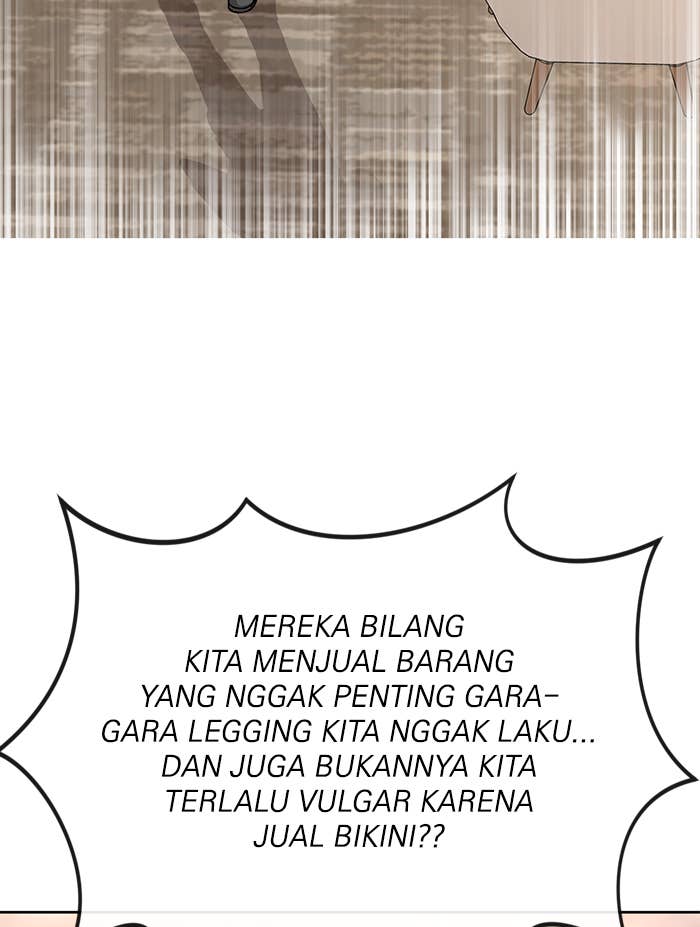 MEREKA BILANG
KITA MENJUAL BARANG
YANG NGGAK PENTING GARA-
GARA LEGGING KITA NGGAK LAKU...
DAN JUGA BUKANNYA KITA
TERLALU VULGAR KARENA
JUAL BIKINI??